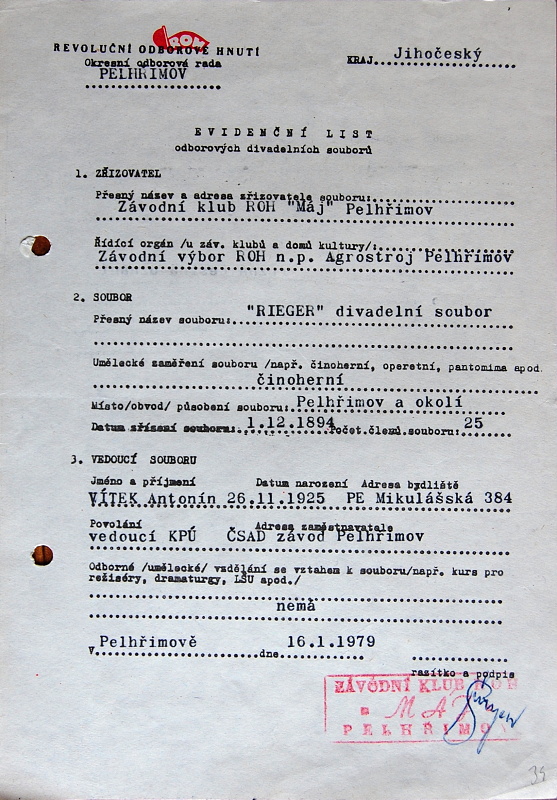 ROH
REVOLUČNÍ ODBOROVÉ HNUTÍ
Okresní odborová rada
PELHŘIMOV
KRAJ Jihočeský
EVIDENČNÍ LIST
odborových divadelních souborů
1. ZŘIZOVATEL
Přesný název a adresa zřizovatele souboru:
Závodní klub ROH "Máj" Pelhřimov
Řídící orgán /u záv. klubů a domů kultury/:
Závodní výbor ROH n.p. Agrostroj Pelhřimov
2. SOUBOR
Přesný název souboru: "RIEGER" divadelní soubor
Umělecké zaměření souboru /např. činoherní, operetní, pantomima apod.
činoherní
Místo/obvod/ působení souboru: Pelhřimov a okolí
Datum zřízení souboru: 1.12.1894 Počet.členů.souboru: 25
3. VEDOUCÍ SOUBORU
Jméno a příjmení Datum narození Adresa bydliště
VÍTEK Antonín 26.11.1925 PE Mikulášská 384
Povolání Adresa zaměstnavatele
vedoucí KPÚ ČSAD závod Pelhřimov
Odborné /umělecké/ vzdělání se vztahem k souboru/např. kurs pro
režiséry, dramaturgy, LŠU apod./
nemá
v Pelhřimově dne 16.1.1979
razítko a podpis
ZÁVODNÍ KLUB ROH
MÁJ
PELHŘIMOV
39